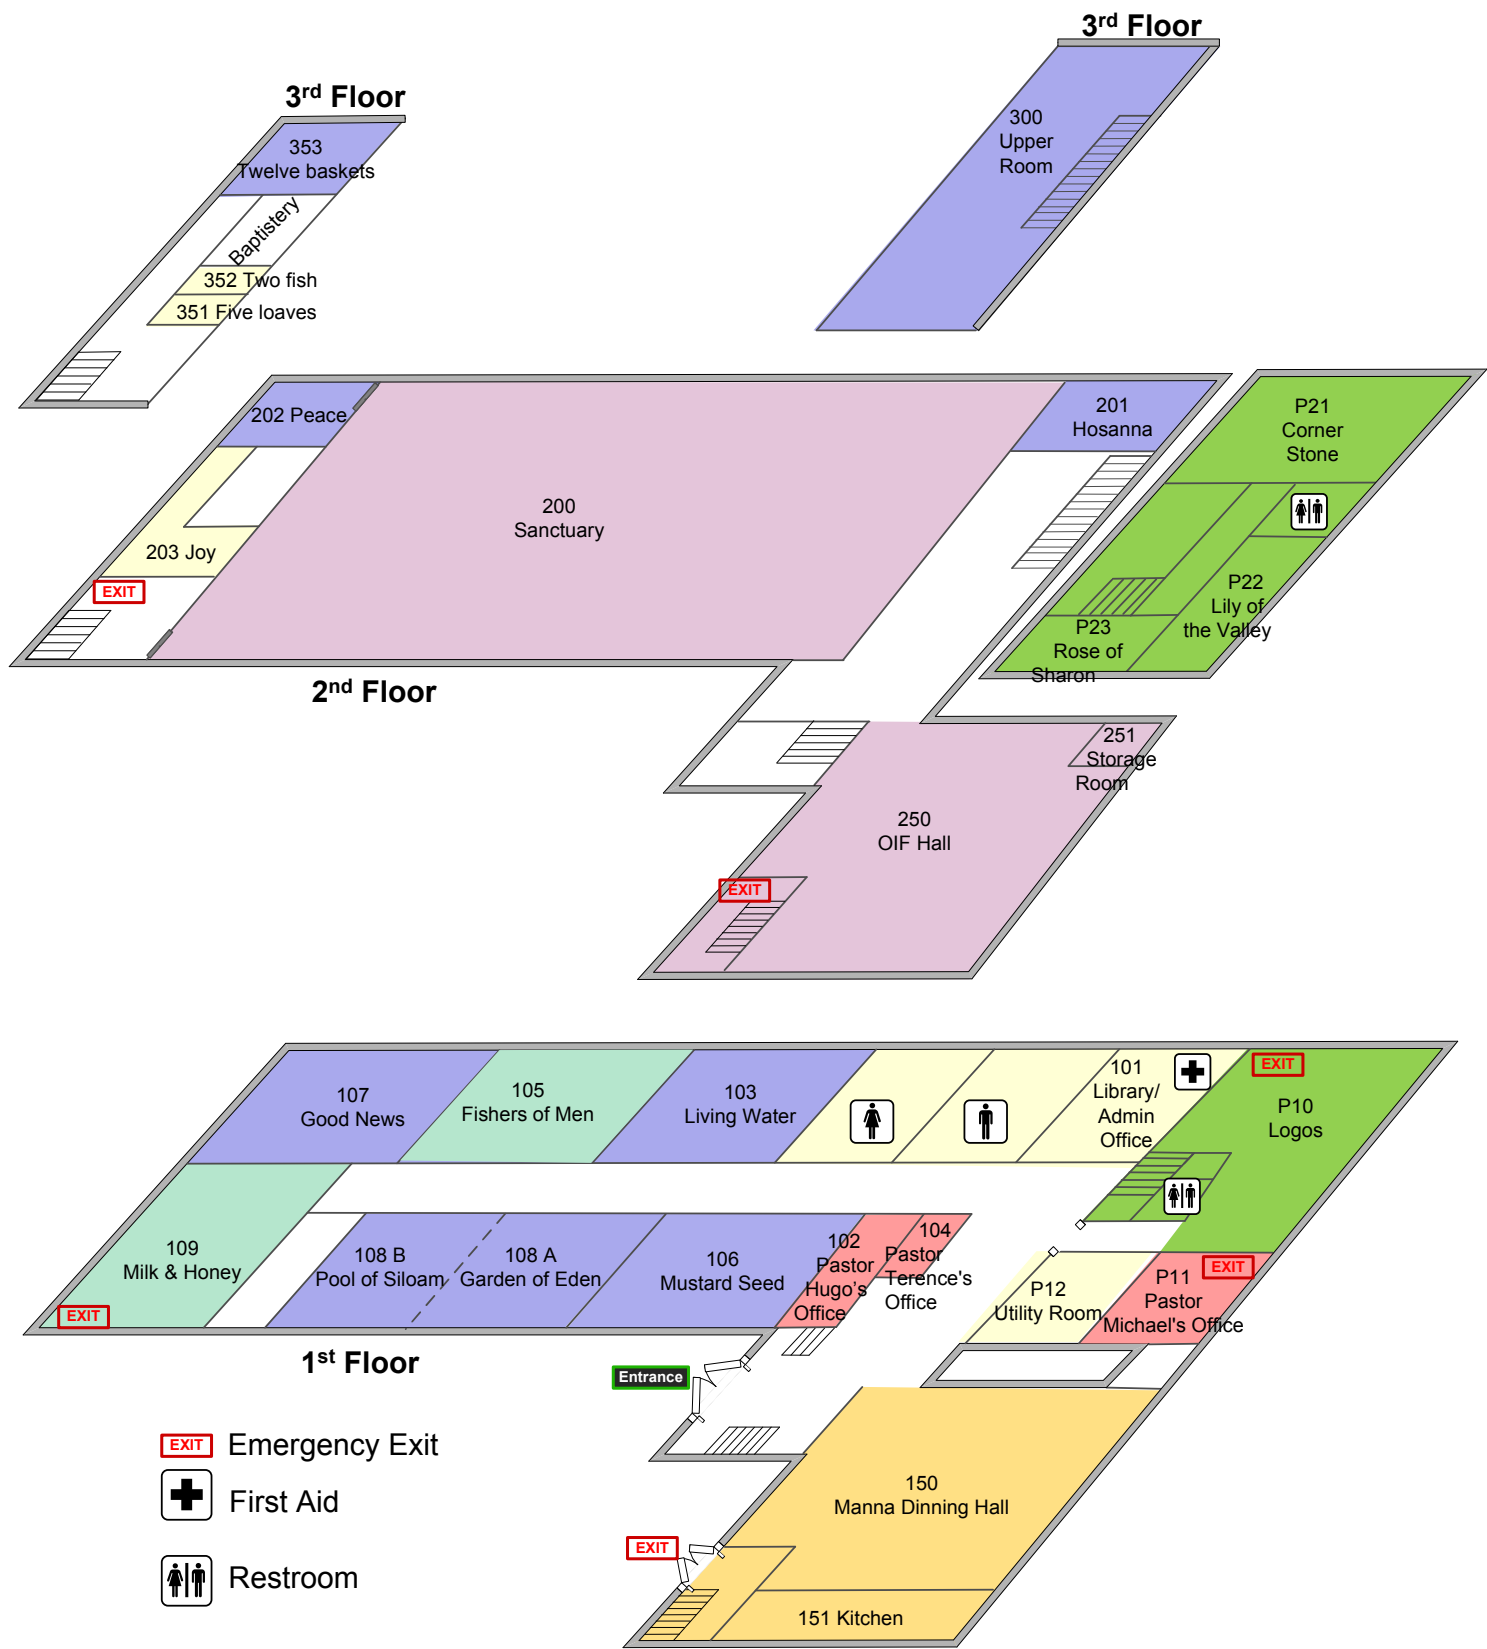 3rd Floor
300
Upper
Room
3rd Floor
353
Twelve baskets
Baptistery
352 Two fish
351 Five loaves
202 Peace
203 Joy
EXIT
200
Sanctuary
201
Hosanna
P21
Corner
Stone
P22
Lily of
the Valley
P23
Rose of
Sharon
2nd Floor
251
Storage
Room
250
OIF Hall
EXIT
107
Good News
105
Fishers of Men
103
Living Water
101
Library/
Admin
Office
EXIT
P10
Logos
109
Milk & Honey
EXIT
108 B
Pool of Siloam
108 A
Garden of Eden
106
Mustard Seed
102
Pastor
Hugo's
Office
104
Pastor
Terence's
Office
P12
Utility Room
EXIT
P11
Pastor
Michael's Office
1st Floor
Entrance
150
Manna Dinning Hall
EXIT
151 Kitchen
EXIT Emergency Exit
First Aid
Restroom